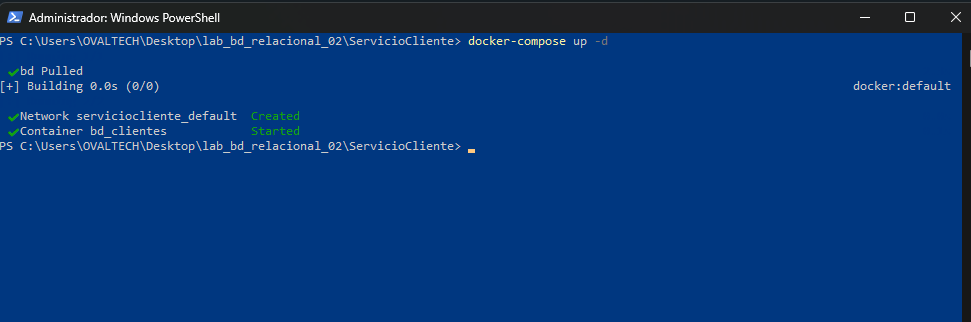 Administrador: Windows PowerShell
PS C:\Users\OVALTECH\Desktop\lab_bd_relacional_02\ServicioCliente> docker-compose up -d
✔bd Pulled
[+] Building 0.0s (0/0) docker:default
✔Network serviciocliente_default Created
✔Container bd_clientes Started
PS C:\Users\OVALTECH\Desktop\lab_bd_relacional_02\ServicioCliente>